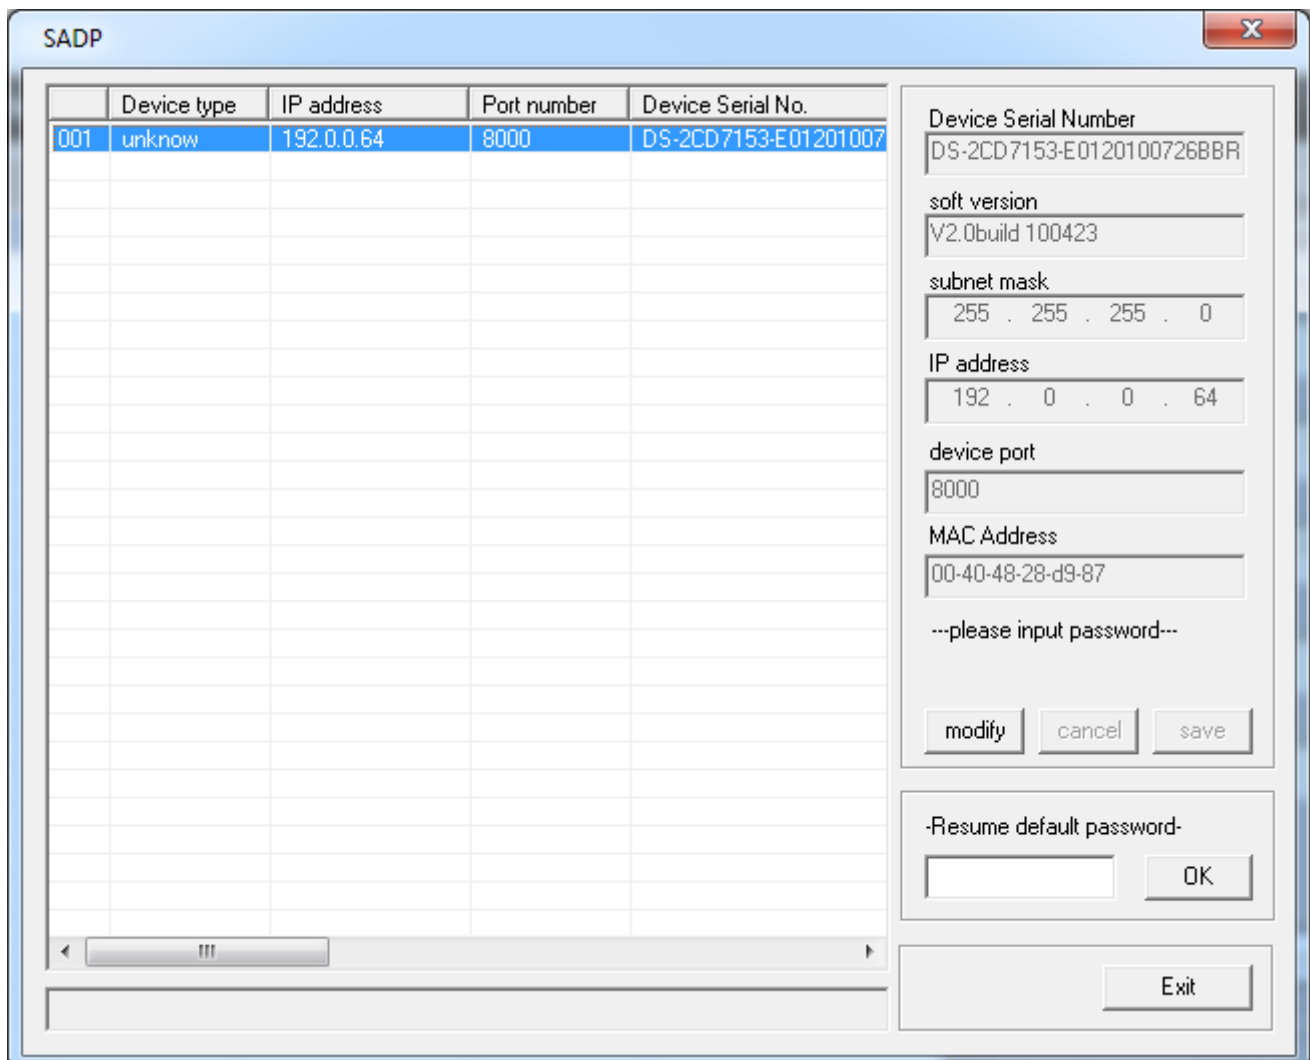 SADP
Device type IP address Port number Device Serial No.
001 unknow 192.0.0.64 8000 DS-2CD7153-E01201007
Device Serial Number
DS-2CD7153-E0120100726BBR
soft version
V2.0build 100423
subnet mask
255 . 255 . 255 . 0
IP address
192 . 0 . 0 . 64
device port
8000
MAC Address
00-40-48-28-d9-87
---please input password---
modify cancel save
-Resume default password-
OK
Exit